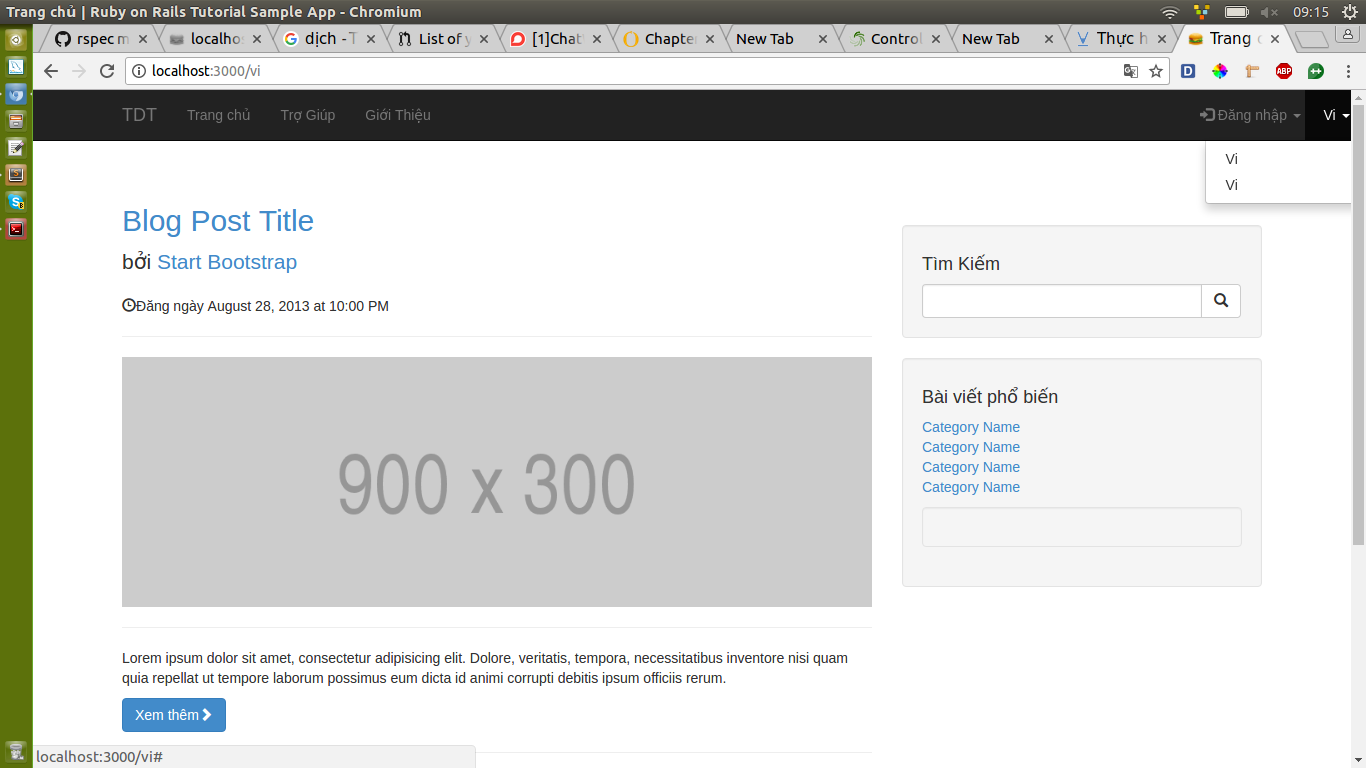 Trang chủ | Ruby on Rails Tutorial Sample App - Chromium
09:15
rspec m
localhos
dịch - T
List of y
[1]Chat
Chapter
New Tab
Control
New Tab
Thực h
Trang c
localhost:3000/vi
TDT
Trang chủ
Trợ Giúp
Giới Thiệu
Đăng nhập
Vi
Vi
Vi
Blog Post Title
bởi Start Bootstrap
Đăng ngày August 28, 2013 at 10:00 PM
900 x 300
Lorem ipsum dolor sit amet, consectetur adipisicing elit. Dolore, veritatis, tempora, necessitatibus inventore nisi quam
quia repellat ut tempore laborum possimus eum dicta id animi corrupti debitis ipsum officiis rerum.
Xem thêm
Tìm Kiếm
Bài viết phổ biến
Category Name
Category Name
Category Name
Category Name
localhost:3000/vi#